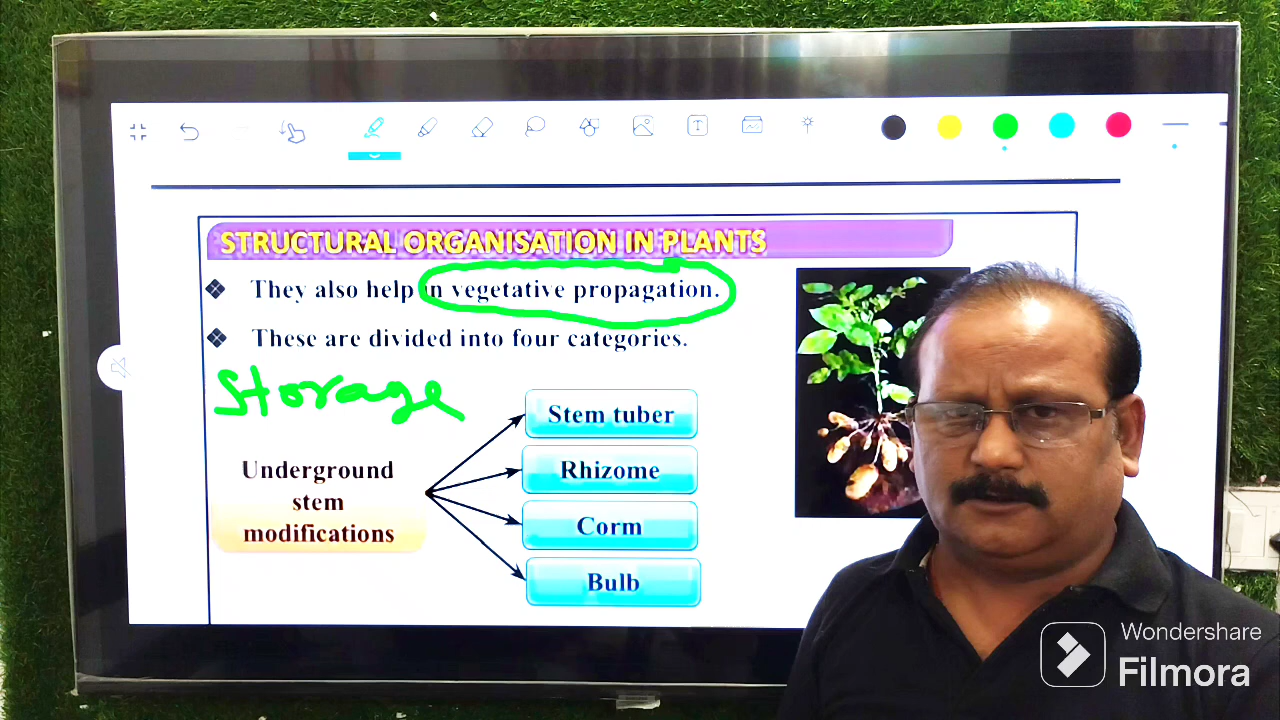 STRUCTURAL ORGANISATION IN PLANTS
They also help in vegetative propagation.
These are divided into four categories.
Storage
Underground
stem
modifications
Stem tuber
Rhizome
Corm
Bulb
T
Wondershare
Filmora